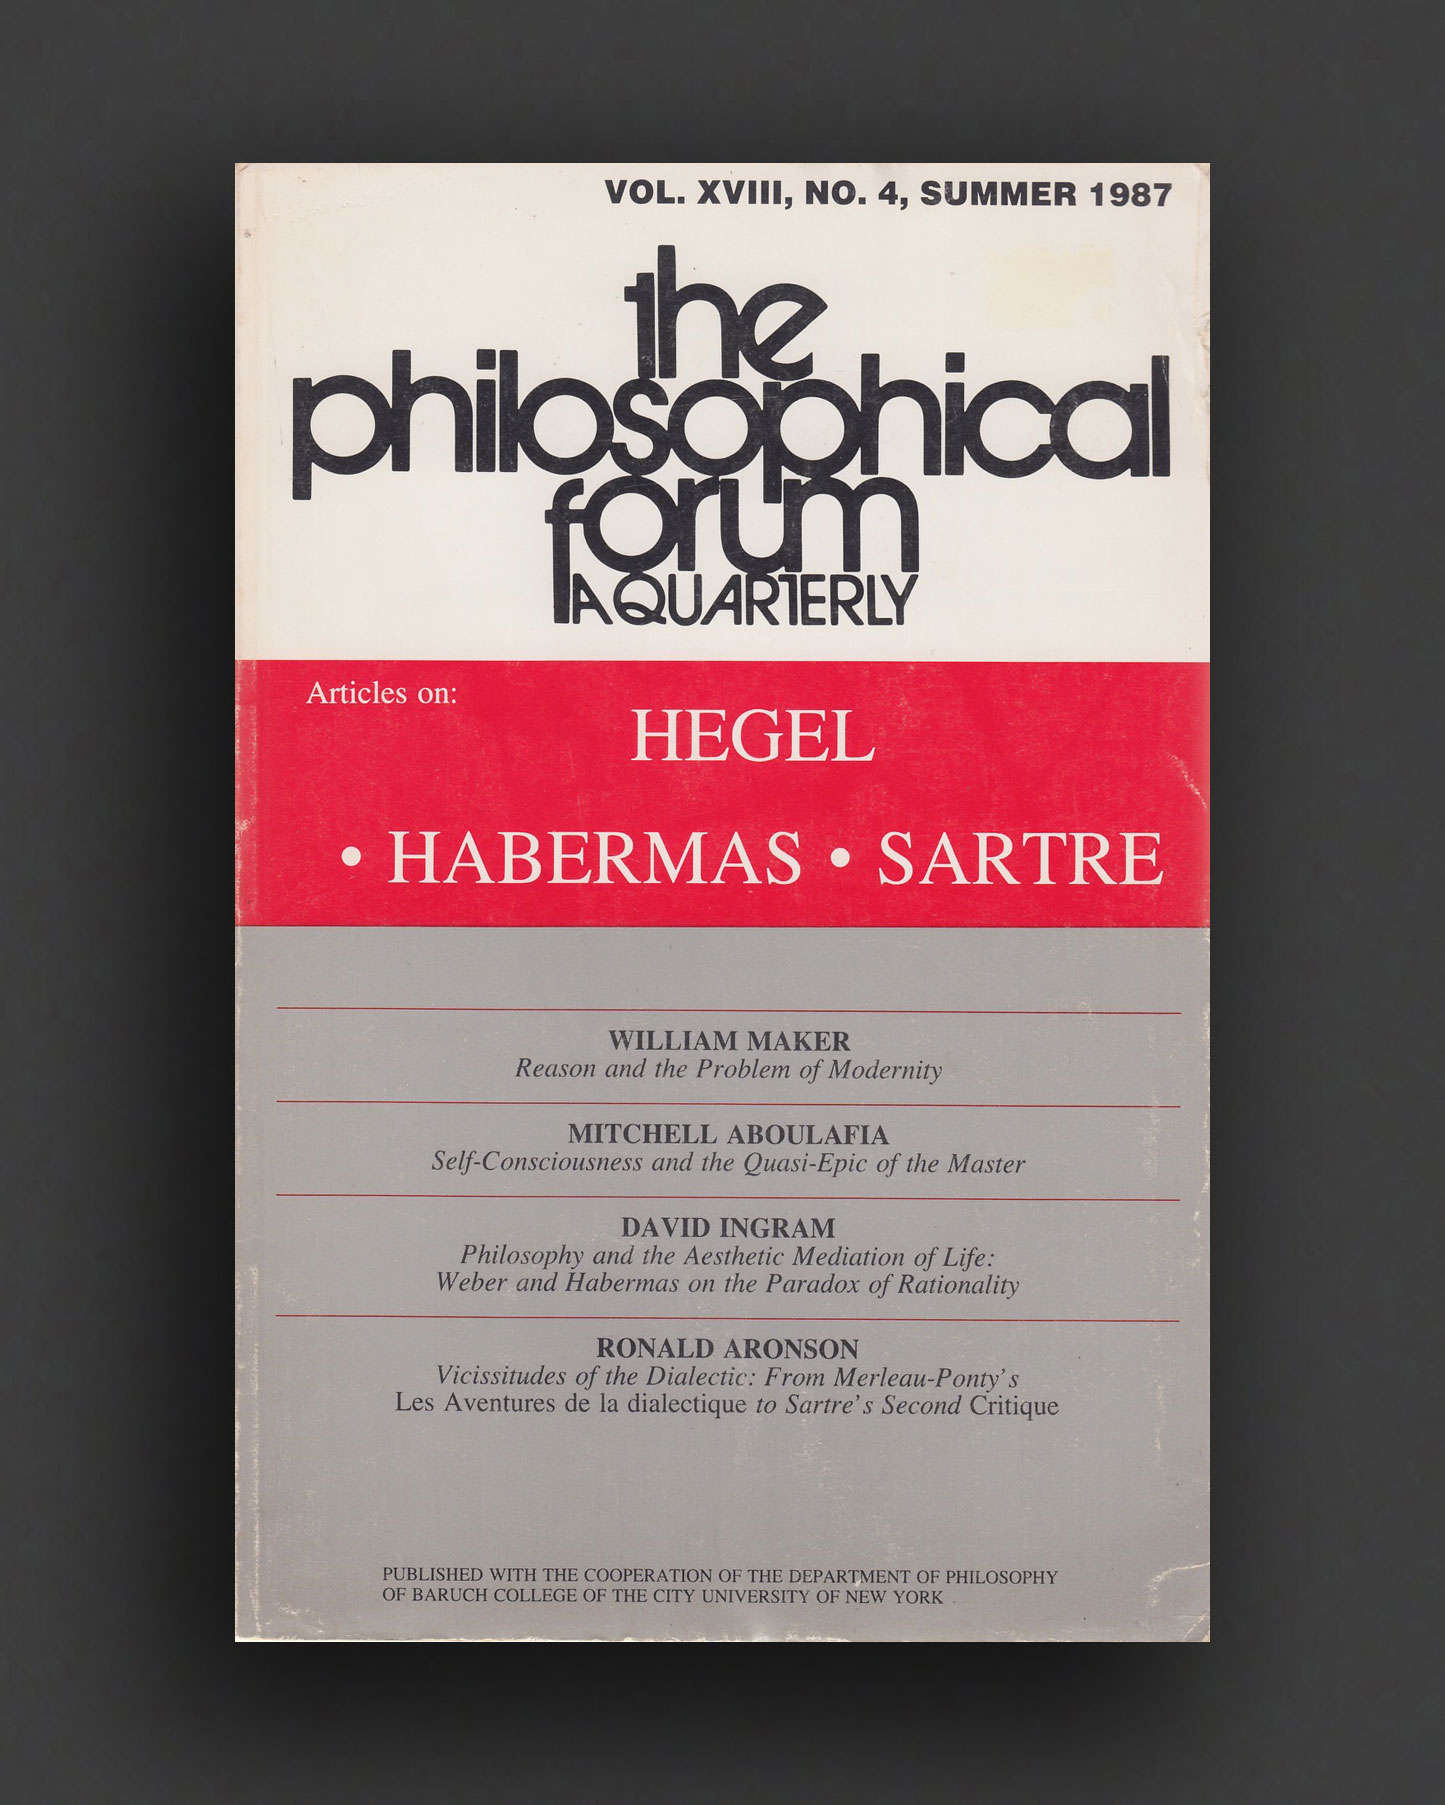 VOL. XVIII, NO. 4, SUMMER 1987
the
philosophical
forum
A QUARTERLY
Articles on:
HEGEL
• HABERMAS • SARTRE
WILLIAM MAKER
Reason and the Problem of Modernity
MITCHELL ABOULAFIA
Self-Consciousness and the Quasi-Epic of the Master
DAVID INGRAM
Philosophy and the Aesthetic Mediation of Life:
Weber and Habermas on the Paradox of Rationality
RONALD ARONSON
Vicissitudes of the Dialectic: From Merleau-Ponty's
Les Aventures de la dialectique to Sartre's Second Critique
PUBLISHED WITH THE COOPERATION OF THE DEPARTMENT OF PHILOSOPHY
OF BARUCH COLLEGE OF THE CITY UNIVERSITY OF NEW YORK